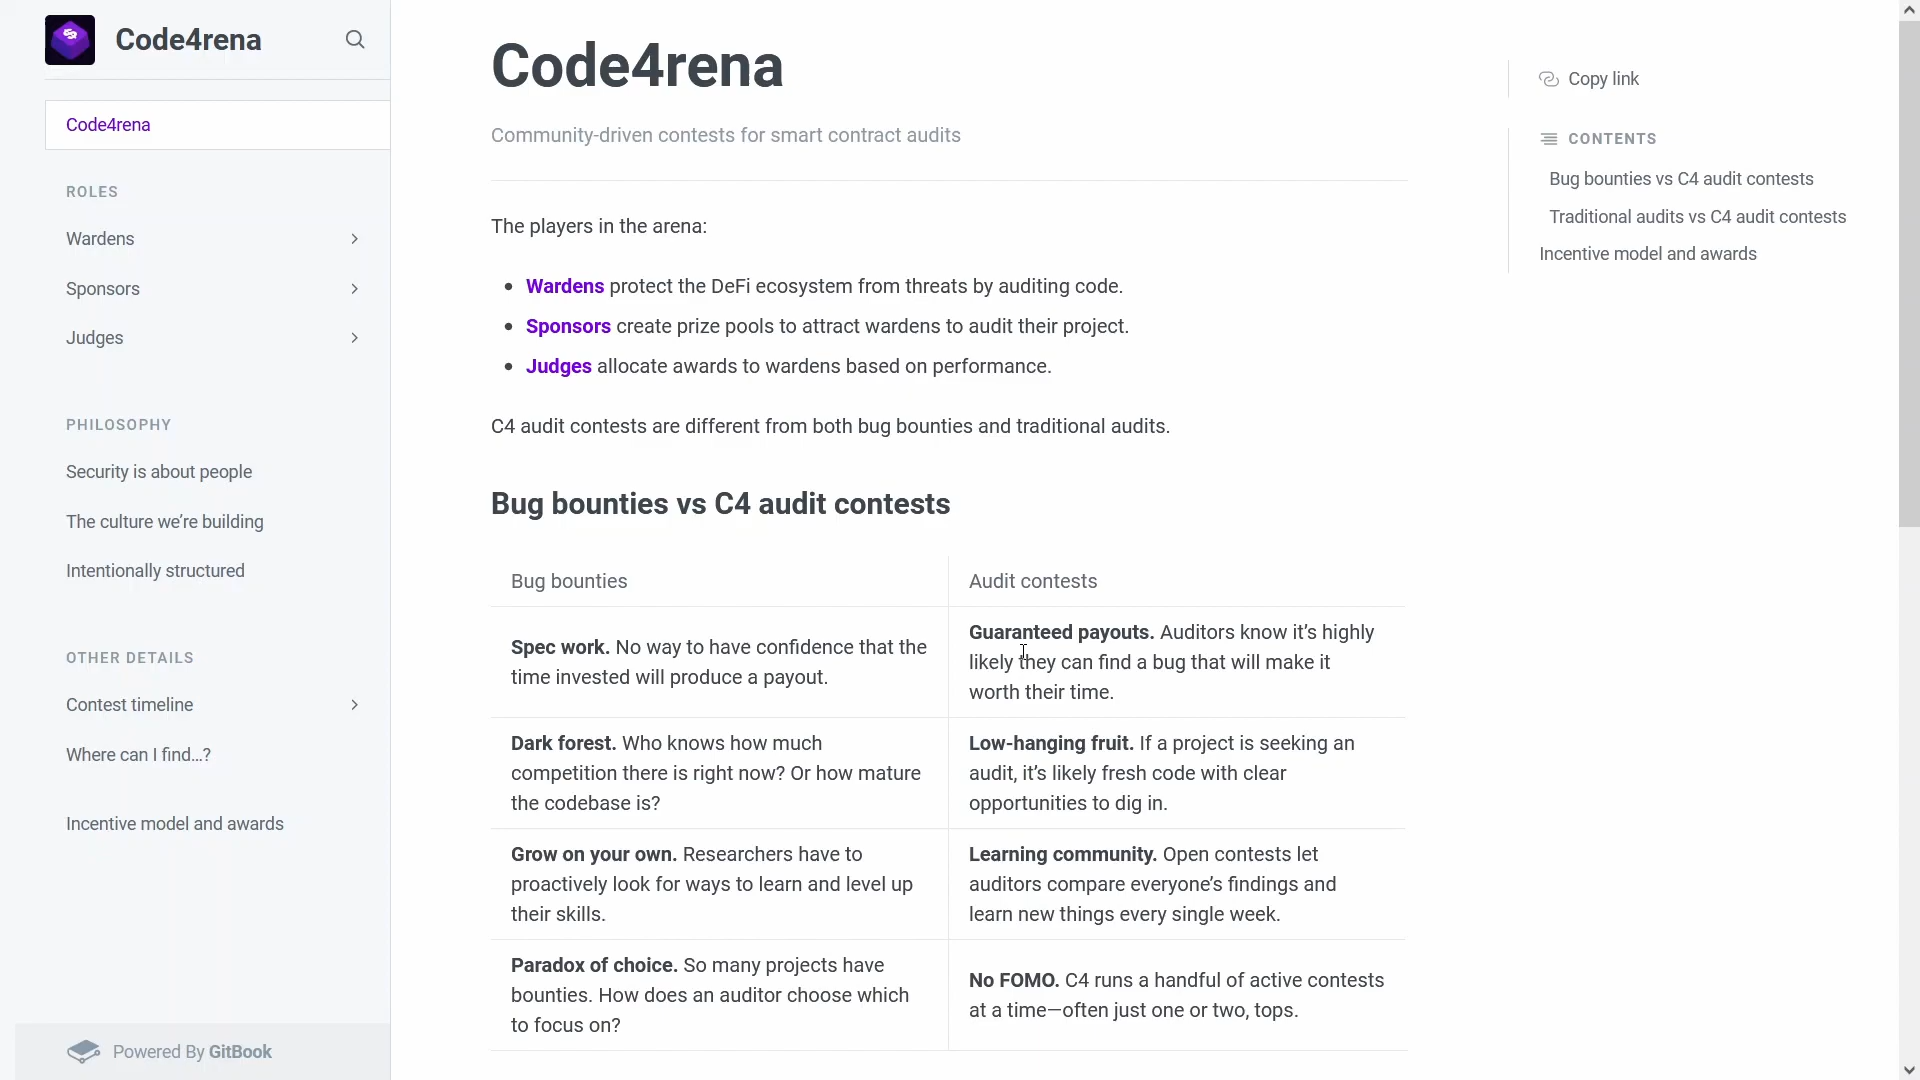 Code4rena
Code4rena
ROLES
Wardens
Sponsors
Judges
PHILOSOPHY
Security is about people
The culture we’re building
Intentionally structured
OTHER DETAILS
Contest timeline
Where can I find…?
Incentive model and awards
Powered By GitBook
Code4rena
Community-driven contests for smart contract audits
The players in the arena:
• Wardens protect the DeFi ecosystem from threats by auditing code.
• Sponsors create prize pools to attract wardens to audit their project.
• Judges allocate awards to wardens based on performance.
C4 audit contests are different from both bug bounties and traditional audits.
Bug bounties vs C4 audit contests
Bug bounties
Audit contests
Spec work. No way to have confidence that the
time invested will produce a payout.
Guaranteed payouts. Auditors know it’s highly
likely they can find a bug that will make it
worth their time.
Dark forest. Who knows how much
competition there is right now? Or how mature
the codebase is?
Low-hanging fruit. If a project is seeking an
audit, it’s likely fresh code with clear
opportunities to dig in.
Grow on your own. Researchers have to
proactively look for ways to learn and level up
their skills.
Learning community. Open contests let
auditors compare everyone’s findings and
learn new things every single week.
Paradox of choice. So many projects have
bounties. How does an auditor choose which
to focus on?
No FOMO. C4 runs a handful of active contests
at a time—often just one or two, tops.
Copy link
CONTENTS
Bug bounties vs C4 audit contests
Traditional audits vs C4 audit contests
Incentive model and awards